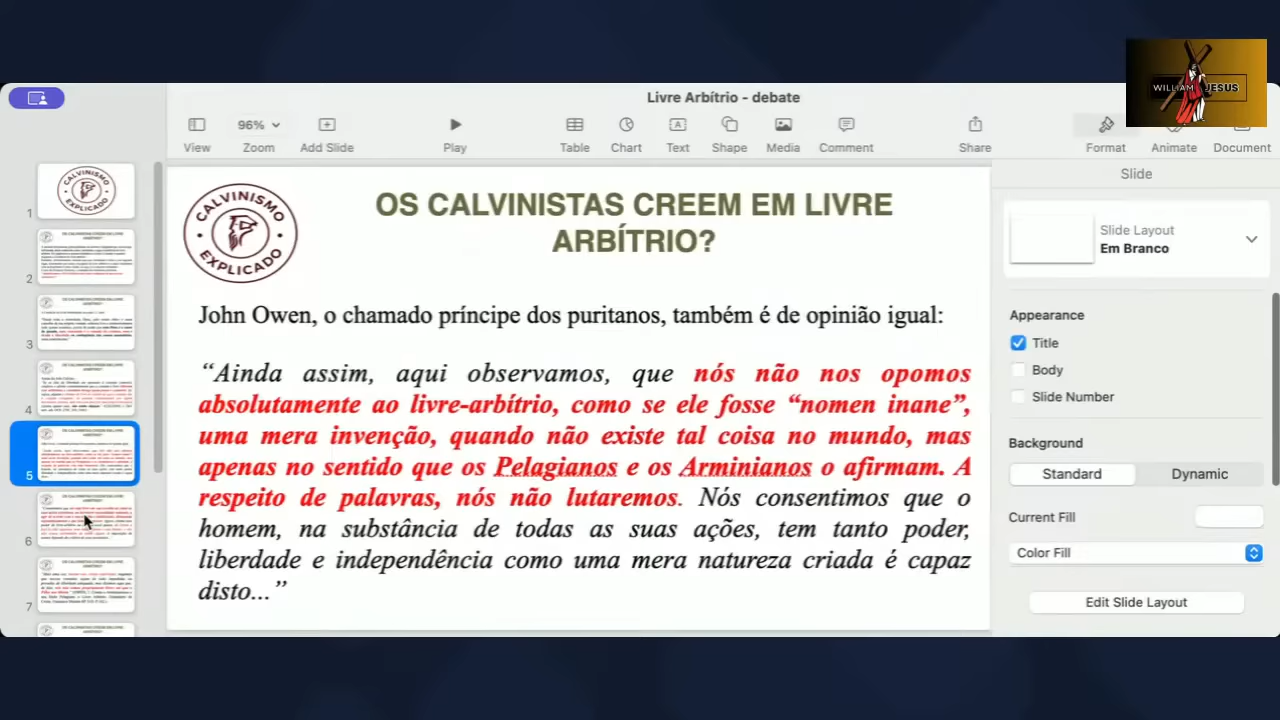 WILLIAM JESUS
Livre Arbítrio - debate
96%
View
Zoom
Add Slide
Play
Table
Chart
Text
Shape
Media
Comment
Share
Format
Animate
Document
1
2
3
4
5
6
7
CALVINISMO
EXPLICADO
CALVINISMO
EXPLICADO
OS CALVINISTAS CREEM EM LIVRE
ARBÍTRIO?
John Owen, o chamado príncipe dos puritanos, também é de opinião igual:
“Ainda assim, aqui observamos, que nós não nos opomos
absolutamente ao livre-arbítrio, como se ele fosse “nomen inane”,
uma mera invenção, quando não existe tal coisa no mundo, mas
apenas no sentido que os Pelagianos e os Arminianos o afirmam. A
respeito de palavras, nós não lutaremos. Nós consentimos que o
homem, na substância de todas as suas ações, tem tanto poder,
liberdade e independência como uma mera natureza criada é capaz
disto...”
Slide
Slide Layout
Em Branco
Appearance
Title
Body
Slide Number
Background
Standard
Dynamic
Current Fill
Color Fill
Edit Slide Layout